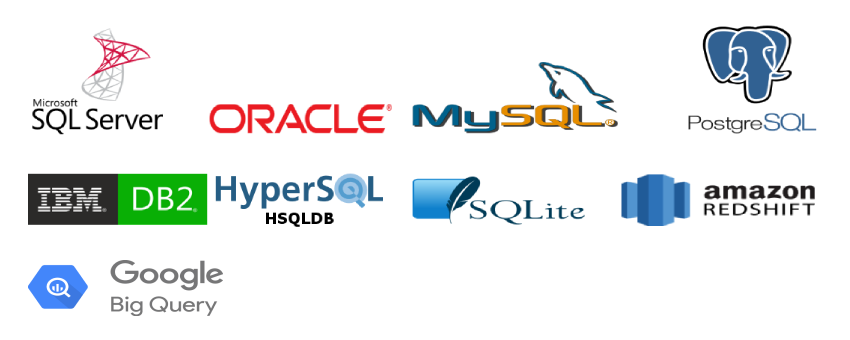 Microsoft
SQL Server
ORACLE®
MySQL®
PostgreSQL
IBM DB2.
HyperSQL
HSQLDB
SQLite
amazon
REDSHIFT
Google
Big Query